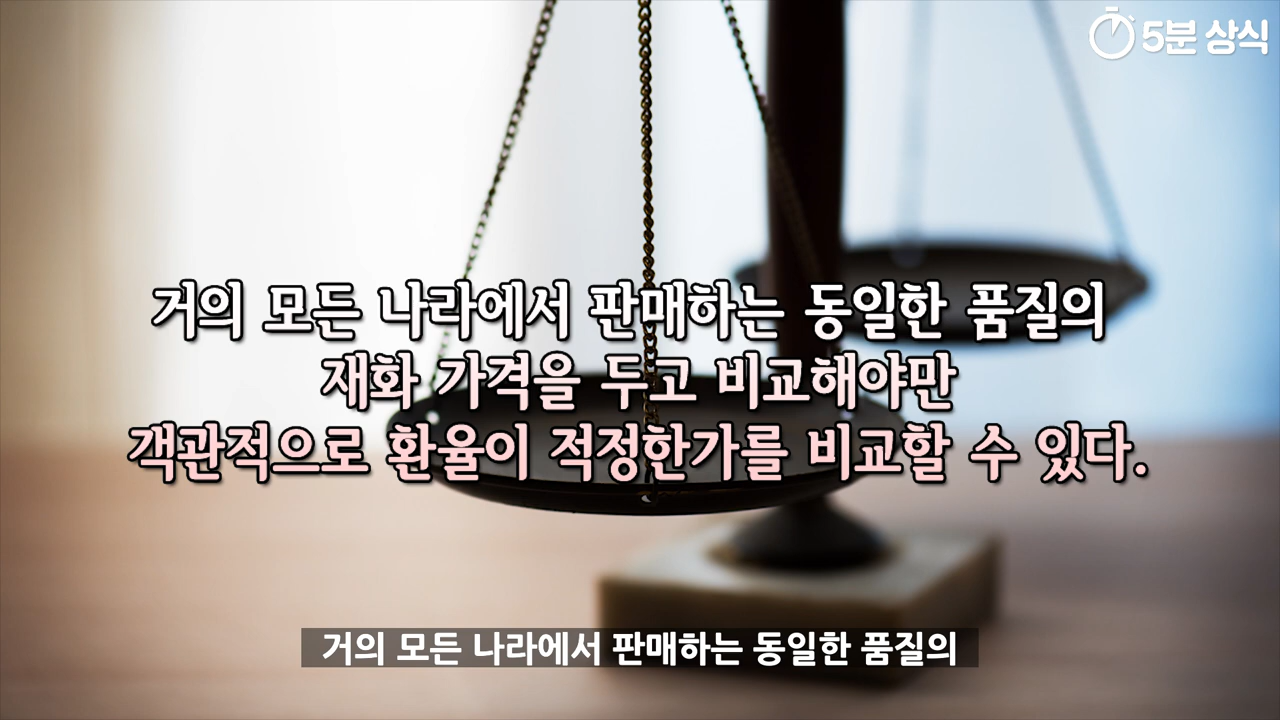 5분 상식
거의 모든 나라에서 판매하는 동일한 품질의
재화 가격을 두고 비교해야만
객관적으로 환율이 적정한가를 비교할 수 있다.
거의 모든 나라에서 판매하는 동일한 품질의